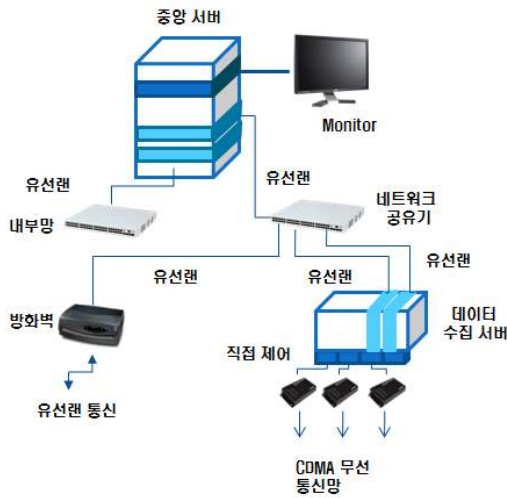 중앙 서버
Monitor
유선랜
유선랜
네트워크
공유기
내부망
유선랜
유선랜
유선랜
방화벽
데이터
수집 서버
직접 제어
유선랜 통신
CDMA 무선
통신망